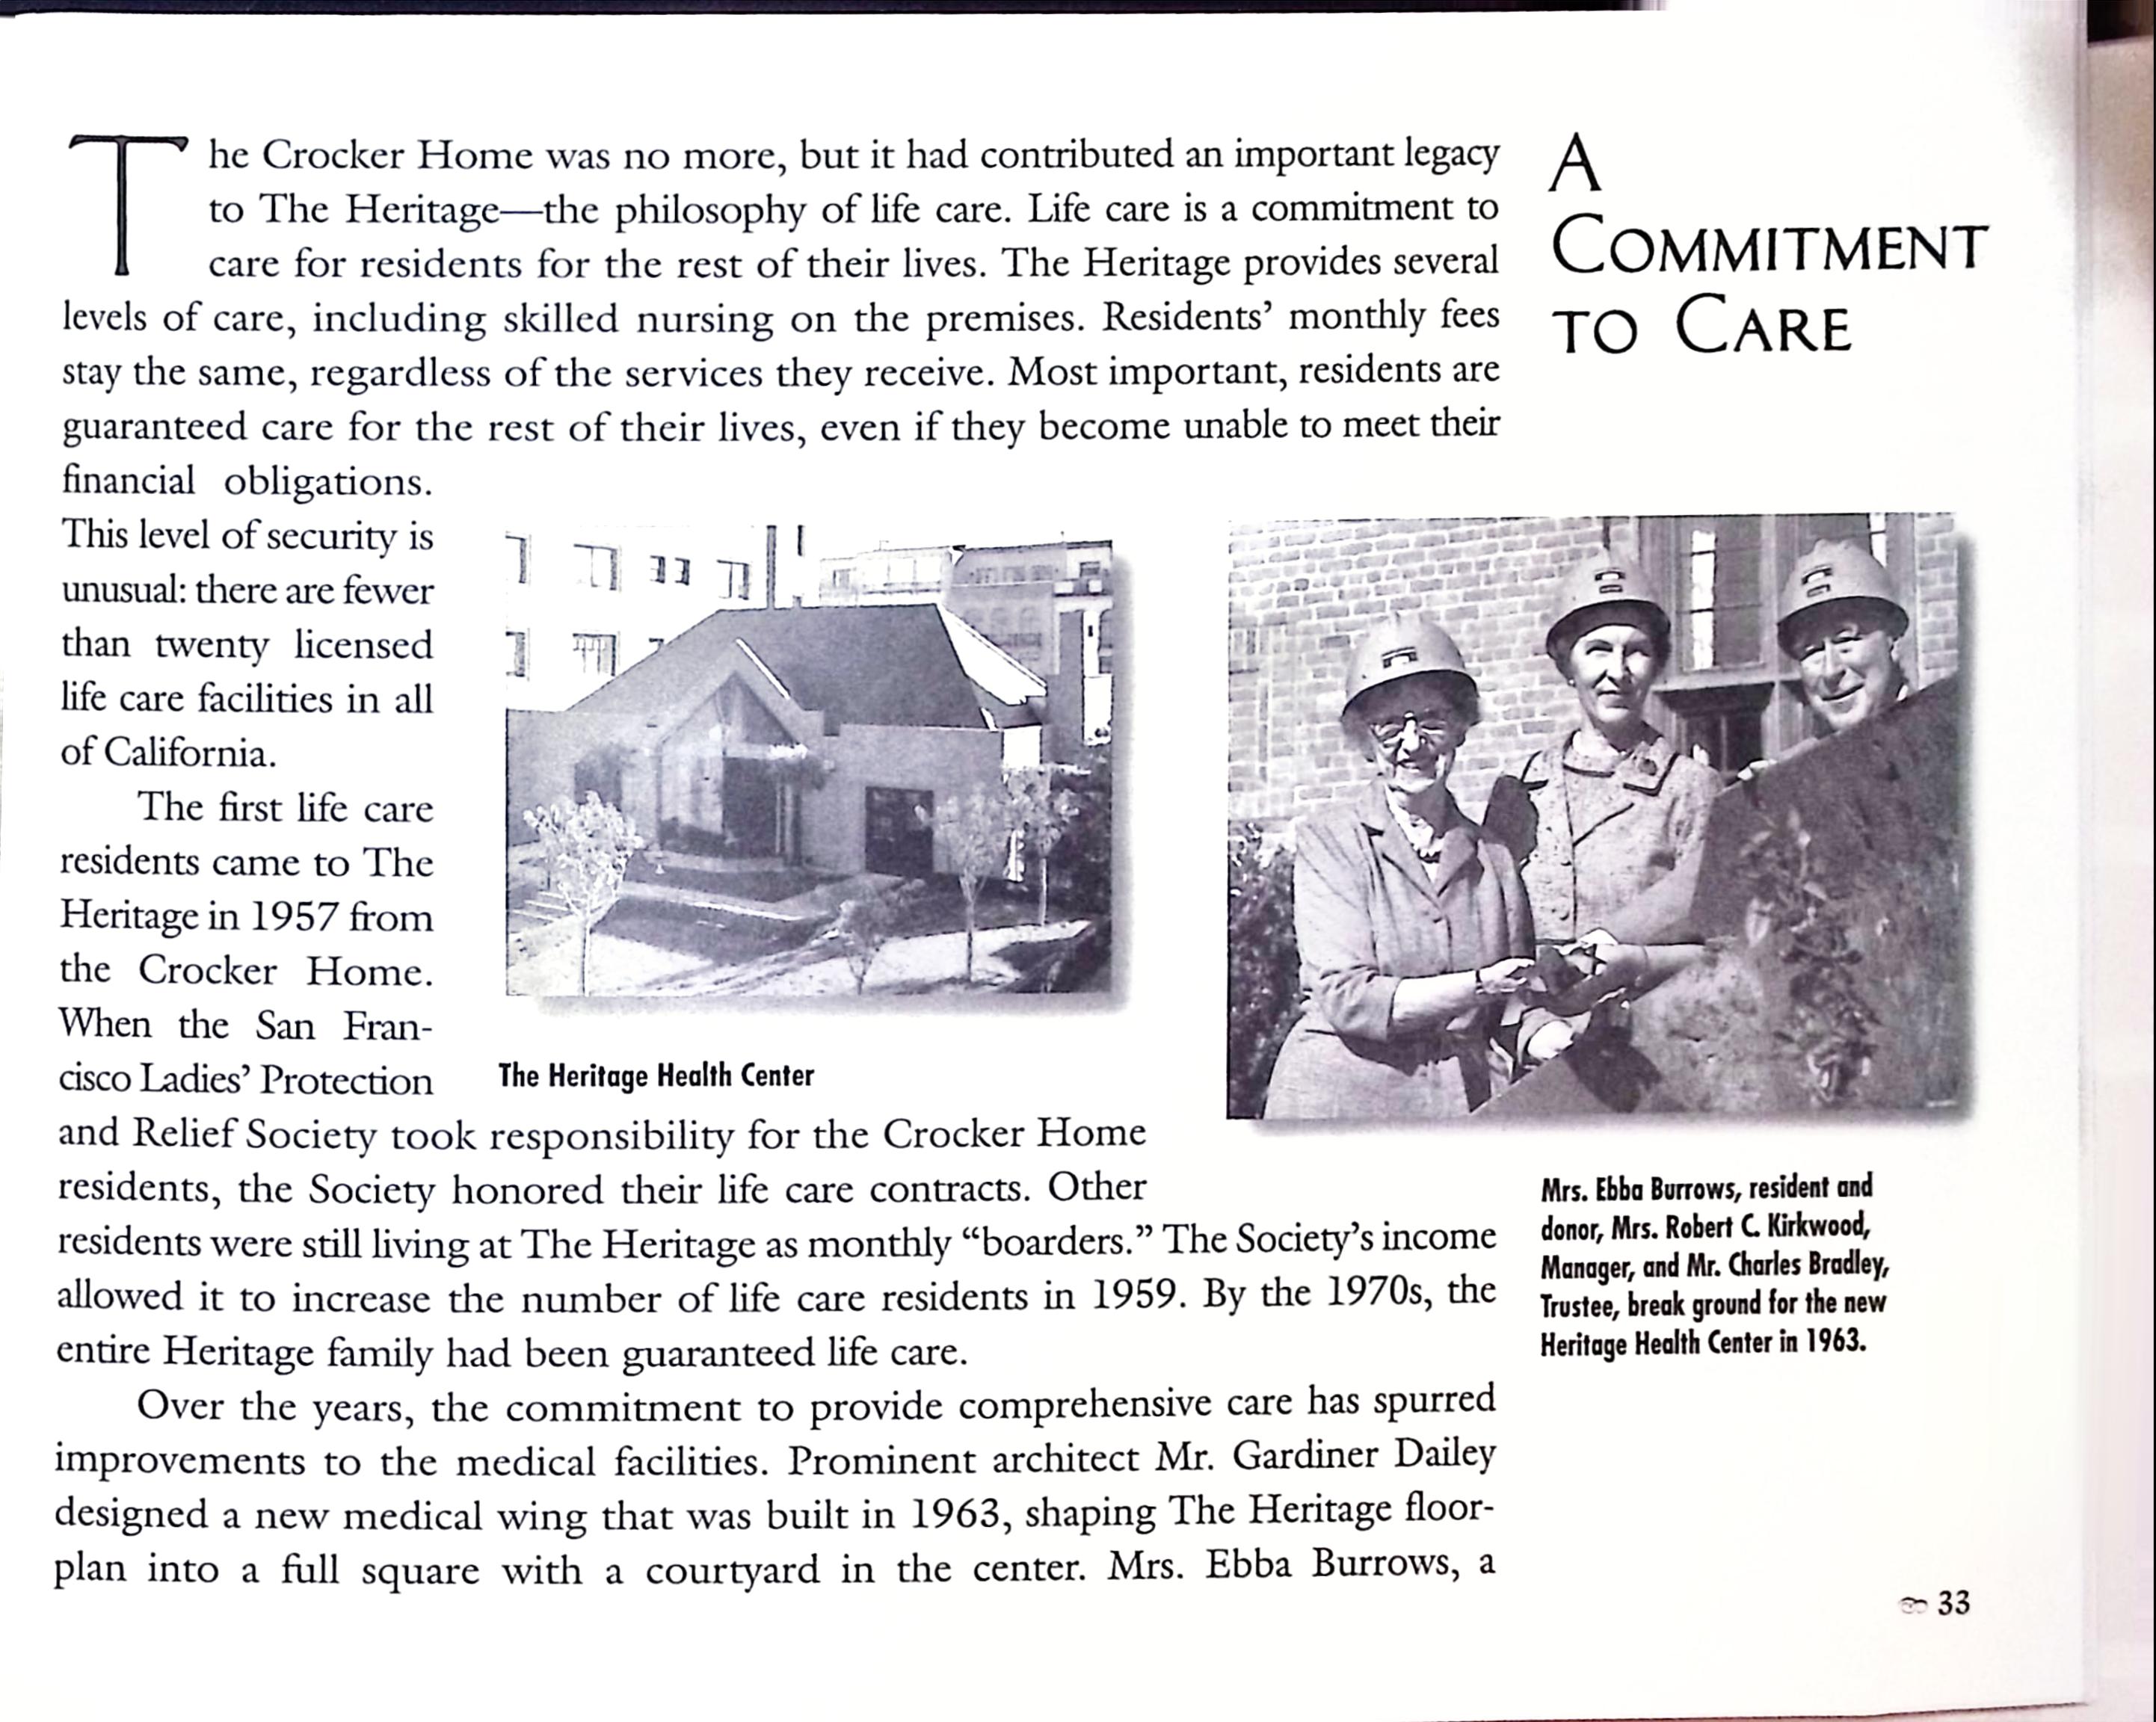 A
COMMITMENT
TO CARE
The Crocker Home was no more, but it had contributed an important legacy
to The Heritage—the philosophy of life care. Life care is a commitment to
care for residents for the rest of their lives. The Heritage provides several
levels of care, including skilled nursing on the premises. Residents’ monthly fees
stay the same, regardless of the services they receive. Most important, residents are
guaranteed care for the rest of their lives, even if they become unable to meet their
financial obligations.
This level of security is
unusual: there are fewer
than twenty licensed
life care facilities in all
of California.
The first life care
residents came to The
Heritage in 1957 from
the Crocker Home.
When the San Fran-
cisco Ladies’ Protection
and Relief Society took responsibility for the Crocker Home
residents, the Society honored their life care contracts. Other
residents were still living at The Heritage as monthly “boarders.” The Society’s income
allowed it to increase the number of life care residents in 1959. By the 1970s, the
entire Heritage family had been guaranteed life care.
Over the years, the commitment to provide comprehensive care has spurred
improvements to the medical facilities. Prominent architect Mr. Gardiner Dailey
designed a new medical wing that was built in 1963, shaping The Heritage floor-
plan into a full square with a courtyard in the center. Mrs. Ebba Burrows, a
The Heritage Health Center
Mrs. Ebba Burrows, resident and
donor, Mrs. Robert C. Kirkwood,
Manager, and Mr. Charles Bradley,
Trustee, break ground for the new
Heritage Health Center in 1963.
33